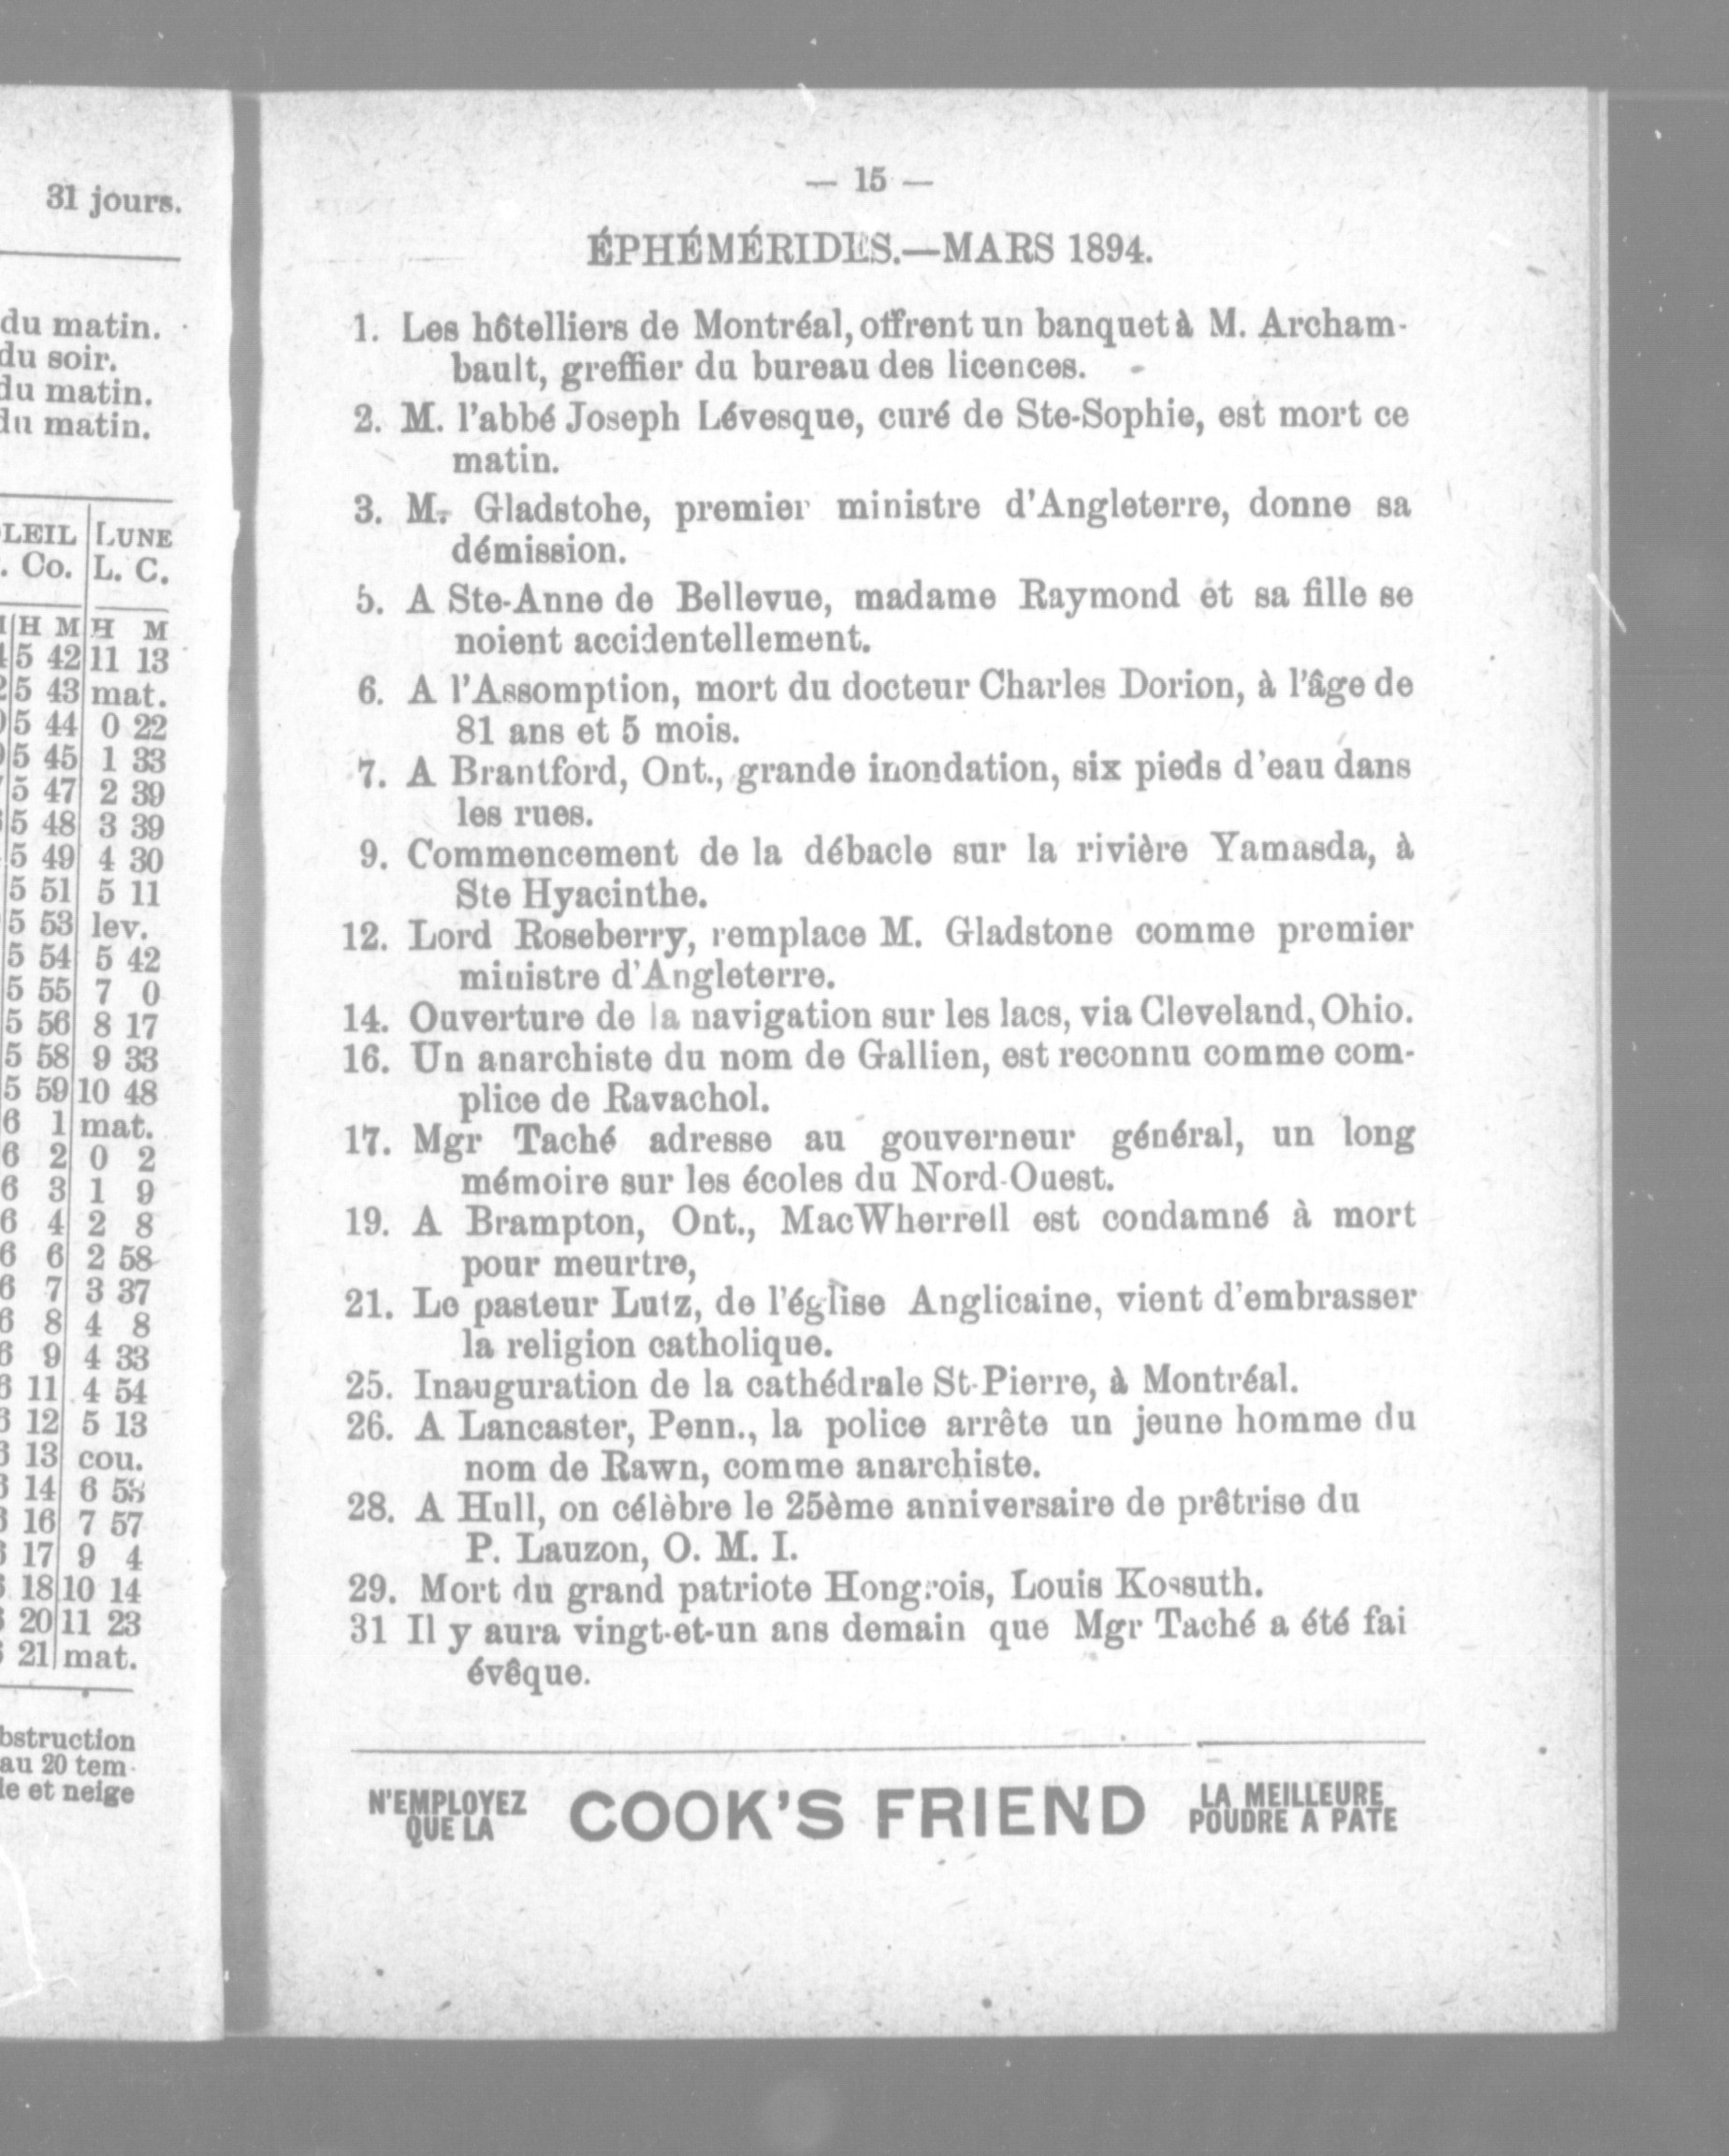 31 jours.
du matin.
du soir.
du matin.
du matin.
LEIL LUNE
. Co. L. C.
H M H M
5 42 11 13
5 43 mat.
5 44 0 22
5 45 1 33
5 47 2 39
5 48 3 39
5 49 4 30
5 51 5 11
5 53 lev.
5 54 5 42
5 55 7 0
5 56 8 17
5 58 9 33
5 59 10 48
6 1 mat.
6 2 0 2
6 3 1 9
6 4 2 8
6 6 2 58
6 7 3 37
6 8 4 8
6 9 4 33
6 11 4 54
6 12 5 13
6 13 cou.
6 14 6 53
6 16 7 57
6 17 9 4
6 18 10 14
6 20 11 23
6 21 mat.
bstruction
au 20 tem-
le et neige
— 15 —
ÉPHÉMÉRIDES.—MARS 1894.
1. Les hôtelliers de Montréal, offrent un banquet à M. Archam-
bault, greffier du bureau des licences.
2. M. l'abbé Joseph Lévesque, curé de Ste-Sophie, est mort ce
matin.
3. M. Gladstohe, premier ministre d'Angleterre, donne sa
démission.
5. A Ste-Anne de Bellevue, madame Raymond et sa fille se
noient accidentellement.
6. A l'Assomption, mort du docteur Charles Dorion, à l'âge de
81 ans et 5 mois.
7. A Brantford, Ont., grande inondation, six pieds d'eau dans
les rues.
9. Commencement de la débacle sur la rivière Yamasda, à
Ste Hyacinthe.
12. Lord Roseberry, remplace M. Gladstone comme premier
ministre d'Angleterre.
14. Ouverture de la navigation sur les lacs, via Cleveland, Ohio.
16. Un anarchiste du nom de Gallien, est reconnu comme com-
plice de Ravachol.
17. Mgr Taché adresse au gouverneur général, un long
mémoire sur les écoles du Nord-Ouest.
19. A Brampton, Ont., MacWherrell est condamné à mort
pour meurtre,
21. Le pasteur Lutz, de l'église Anglicaine, vient d'embrasser
la religion catholique.
25. Inauguration de la cathédrale St-Pierre, à Montréal.
26. A Lancaster, Penn., la police arrête un jeune homme du
nom de Rawn, comme anarchiste.
28. A Hull, on célèbre le 25ème anniversaire de prêtrise du
P. Lauzon, O. M. I.
29. Mort du grand patriote Hongrois, Louis Kossuth.
31 Il y aura vingt-et-un ans demain que Mgr Taché a été fai
évêque.
N'EMPLOYEZ
QUE LA
COOK'S FRIEND
LA MEILLEURE
POUDRE A PATE